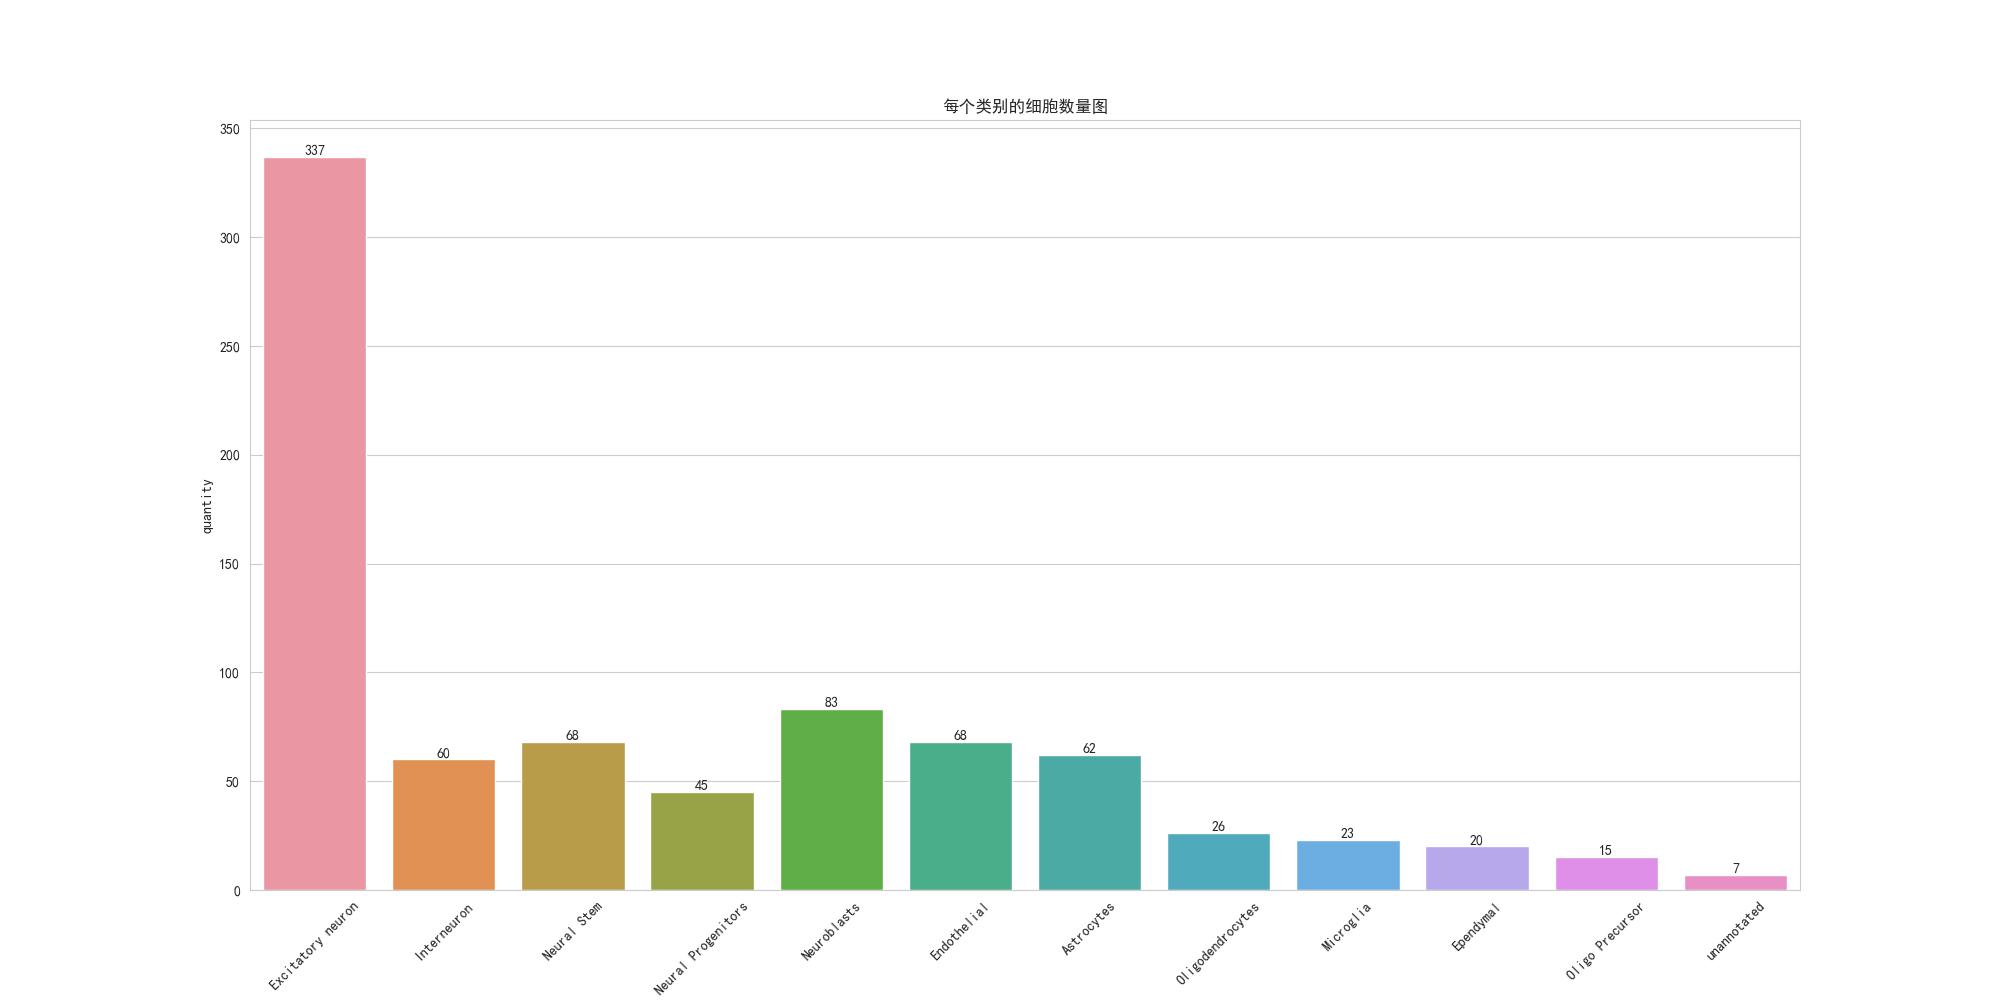 每个类别的细胞数量图
350
300
250
200
150
100
50
0
quantity
337
60
68
45
83
68
62
26
23
20
15
7
Excitatory neuron
Interneuron
Neural Stem
Neural Progenitors
Neuroblasts
Endothelial
Astrocytes
Oligodendrocytes
Microglia
Ependymal
Oligo Precursor
unannotated